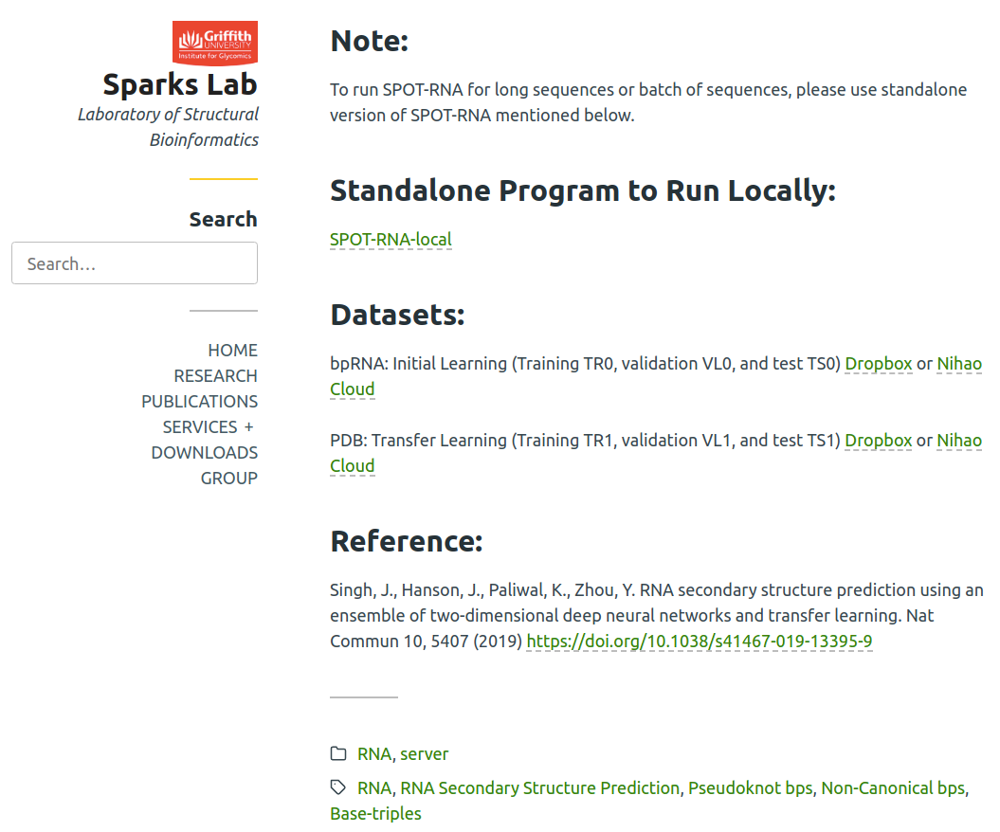 Griffith
UNIVERSITY
Institute for Glycomics
Sparks Lab
Laboratory of Structural
Bioinformatics
Search
Search…
HOME
RESEARCH
PUBLICATIONS
SERVICES +
DOWNLOADS
GROUP
Note:
To run SPOT-RNA for long sequences or batch of sequences, please use standalone
version of SPOT-RNA mentioned below.
Standalone Program to Run Locally:
SPOT-RNA-local
Datasets:
bpRNA: Initial Learning (Training TR0, validation VL0, and test TS0) Dropbox or Nihao
Cloud
PDB: Transfer Learning (Training TR1, validation VL1, and test TS1) Dropbox or Nihao
Cloud
Reference:
Singh, J., Hanson, J., Paliwal, K., Zhou, Y. RNA secondary structure prediction using an
ensemble of two-dimensional deep neural networks and transfer learning. Nat
Commun 10, 5407 (2019) https://doi.org/10.1038/s41467-019-13395-9
RNA, server
RNA, RNA Secondary Structure Prediction, Pseudoknot bps, Non-Canonical bps,
Base-triples